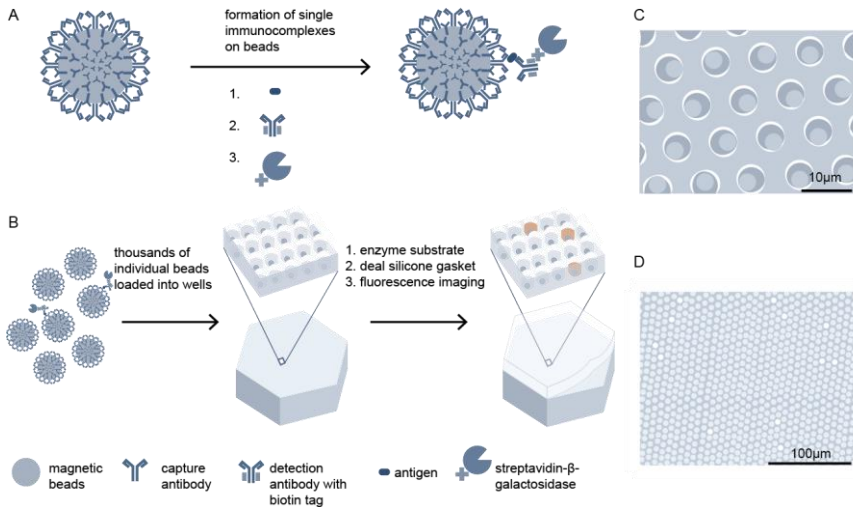 A
formation of single
immunocomplexes
on beads
1.
2.
3.
C
10µm
B
thousands of
individual beads
loaded into wells
1. enzyme substrate
2. deal silicone gasket
3. fluorescence imaging
D
100µm
magnetic
beads
capture
antibody
detection
antibody with
biotin tag
antigen
streptavidin-β-
galactosidase